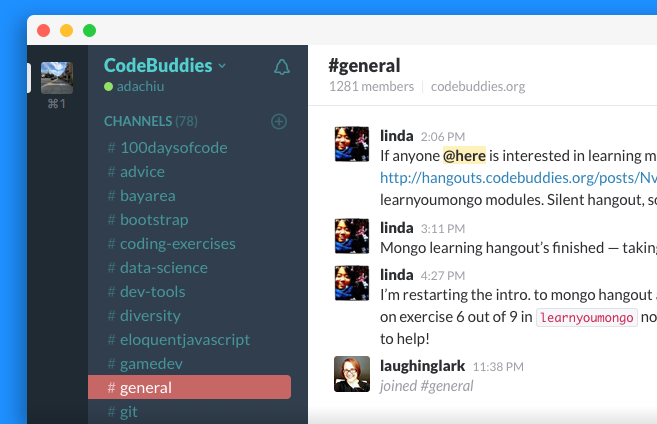 CodeBuddies
adachiu
⌘1
CHANNELS (78)
# 100daysofcode
# advice
# bayarea
# bootstrap
# coding-exercises
# data-science
# dev-tools
# diversity
# eloquentjavascript
# gamedev
# general
# git
#general
1281 members | codebuddies.org
linda 2:06 PM
If anyone @here is interested in learning m
http://hangouts.codebuddies.org/posts/Nv
learnyoumongo modules. Silent hangout, so
linda 3:11 PM
Mongo learning hangout's finished — taking
linda 4:27 PM
I'm restarting the intro. to mongo hangout
on exercise 6 out of 9 in learnyoumongo no
to help!
laughinglark 11:38 PM
joined #general